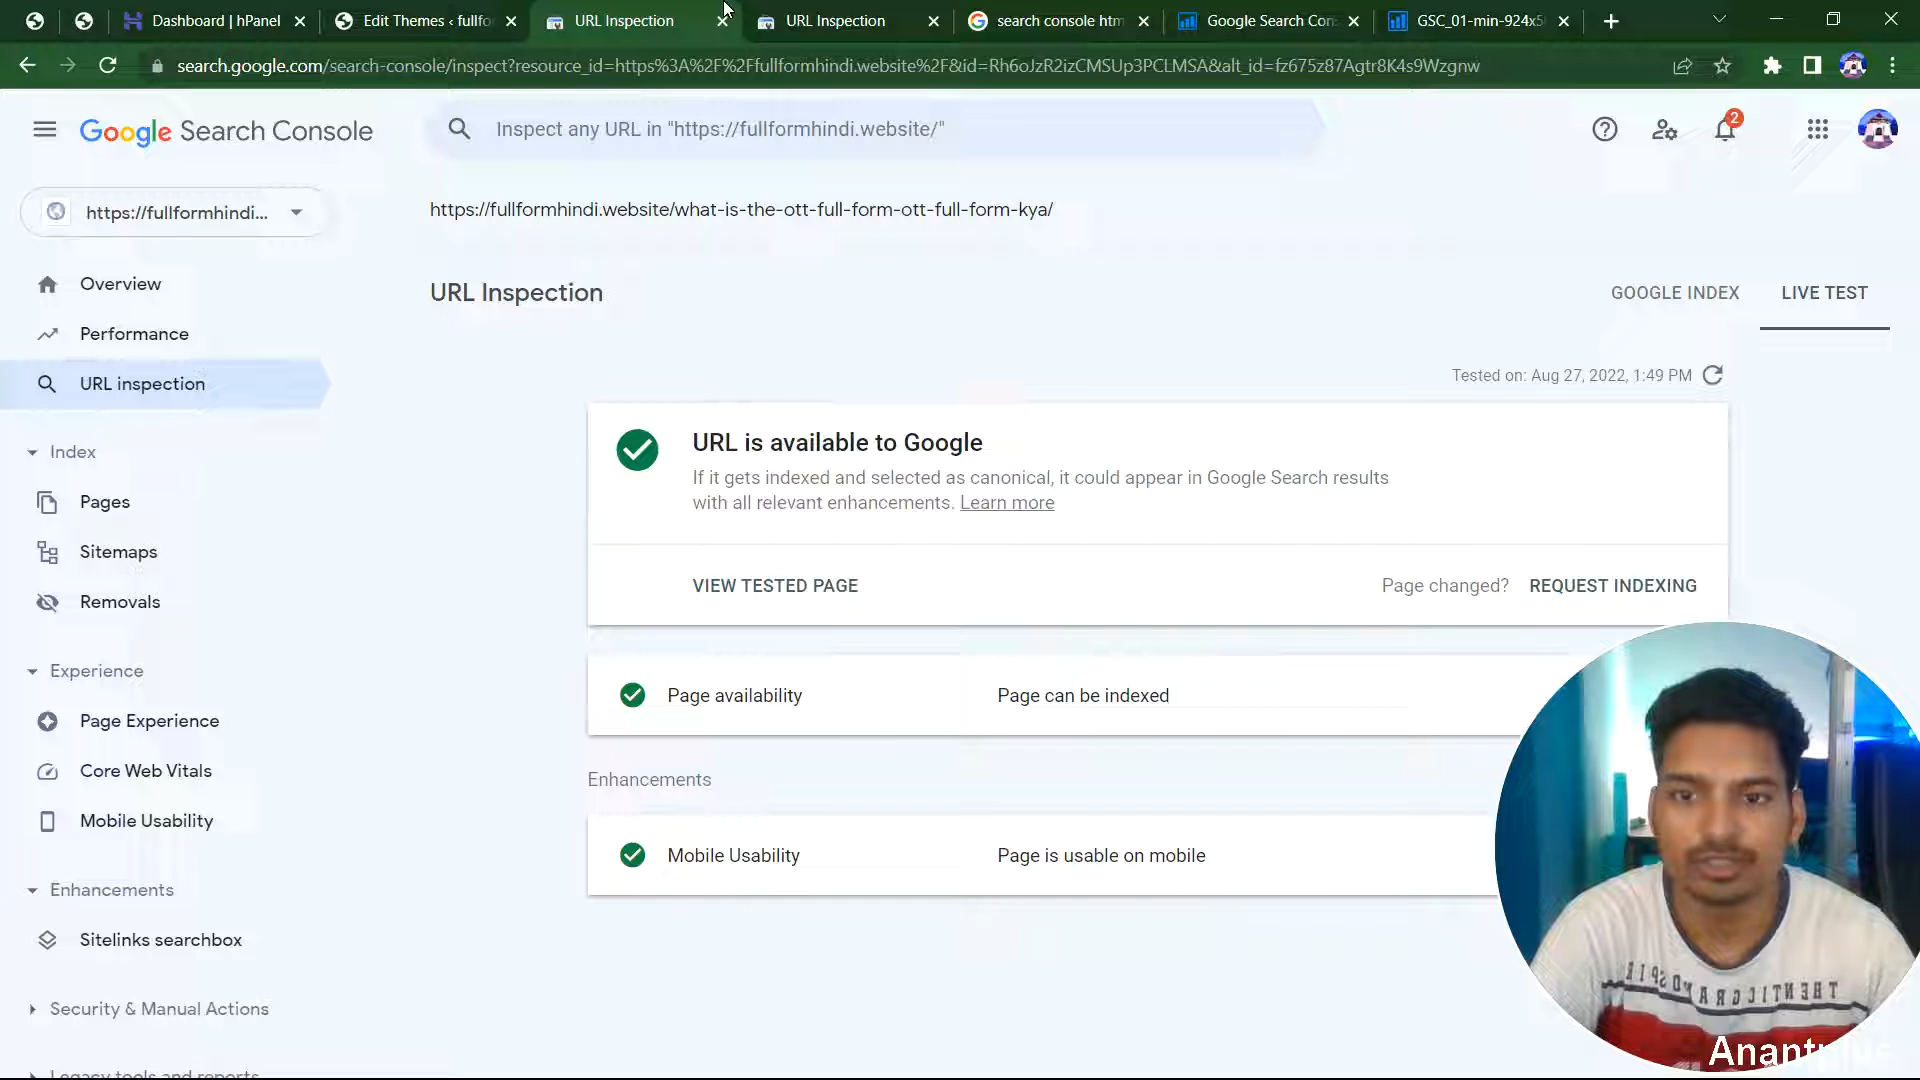 Dashboard | hPanel
Edit Themes ‹ fullfo
URL Inspection
URL Inspection
search console htm
Google Search Con
GSC_01-min-924x5
search.google.com/search-console/inspect?resource_id=https%3A%2F%2Ffullformhindi.website%2F&id=Rh6oJzR2izCMSUp3PCLMSA&alt_id=fz675z87Agtr8K4s9Wzgnw
Google Search Console
Inspect any URL in "https://fullformhindi.website/"
2
https://fullformhindi...
https://fullformhindi.website/what-is-the-ott-full-form-ott-full-form-kya/
Overview
Performance
URL inspection
Index
Pages
Sitemaps
Removals
Experience
Page Experience
Core Web Vitals
Mobile Usability
Enhancements
Sitelinks searchbox
Security & Manual Actions
Legacy tools and reports
URL Inspection
GOOGLE INDEX
LIVE TEST
Tested on: Aug 27, 2022, 1:49 PM
URL is available to Google
If it gets indexed and selected as canonical, it could appear in Google Search results
with all relevant enhancements. Learn more
VIEW TESTED PAGE
Page changed?
REQUEST INDEXING
Page availability
Page can be indexed
Enhancements
Mobile Usability
Page is usable on mobile